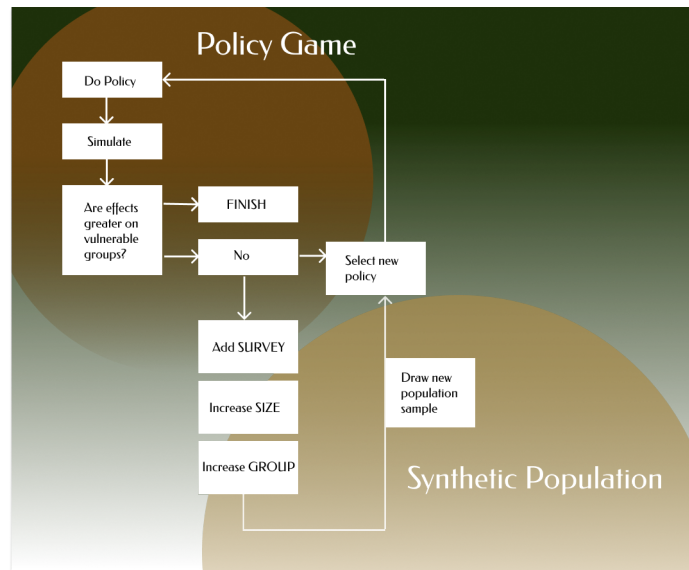 Policy Game
Do Policy
Simulate
Are effects
greater on
vulnerable
groups?
FINISH
No
Select new
policy
Add SURVEY
Increase SIZE
Increase GROUP
Draw new
population
sample
Synthetic Population